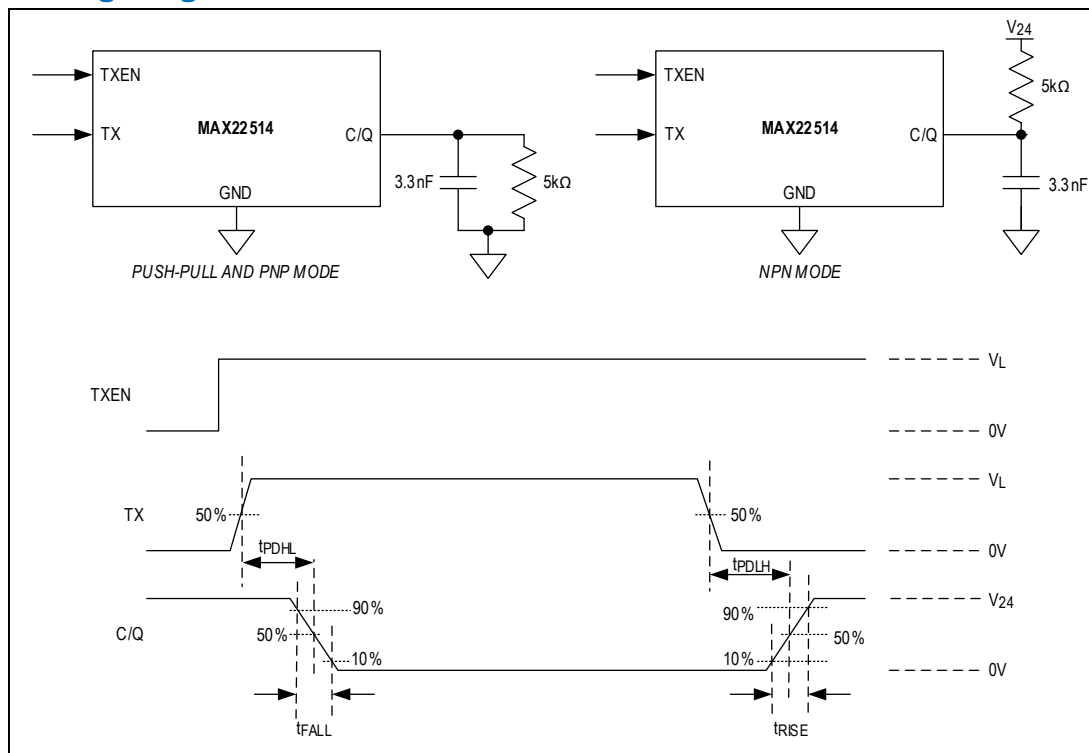 TXEN
TX
MAX22514
C/Q
GND
3.3nF
5kΩ
PUSH-PULL AND PNP MODE
V24
5kΩ
TXEN
TX
MAX22514
C/Q
GND
3.3nF
NPN MODE
TXEN
VL
0V
TX
50%
50%
VL
0V
tPDHL
tPDLH
C/Q
90%
50%
10%
90%
50%
10%
V24
0V
tFALL
tRISE